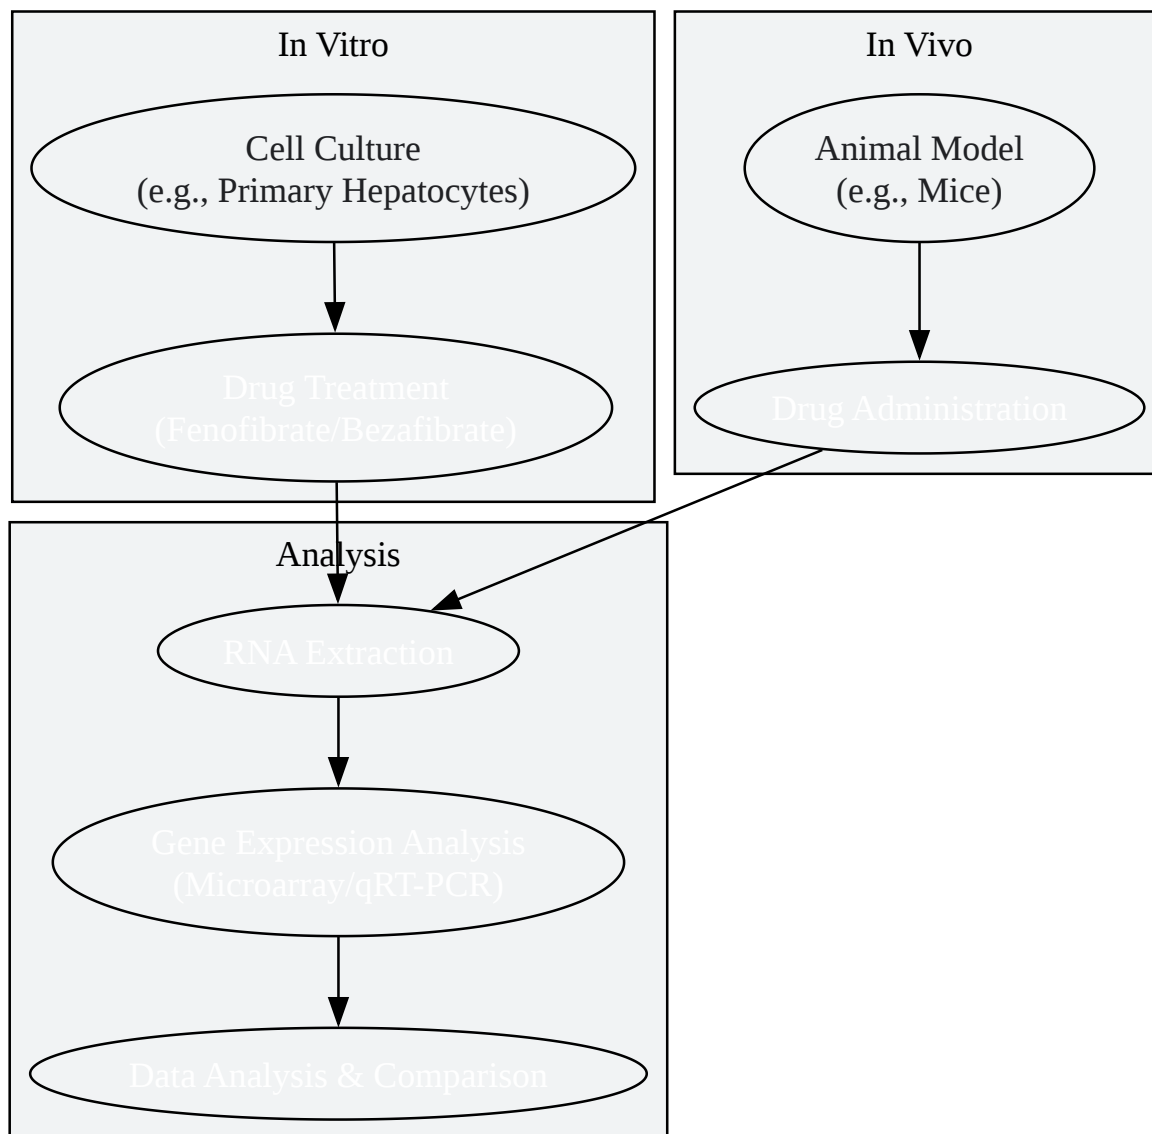 In Vitro
Cell Culture
(e.g., Primary Hepatocytes)
Drug Treatment
(Fenofibrate/Bezafibrate)
In Vivo
Animal Model
(e.g., Mice)
Drug Administration
Analysis
RNA Extraction
Gene Expression Analysis
(Microarray/qRT-PCR)
Data Analysis & Comparison